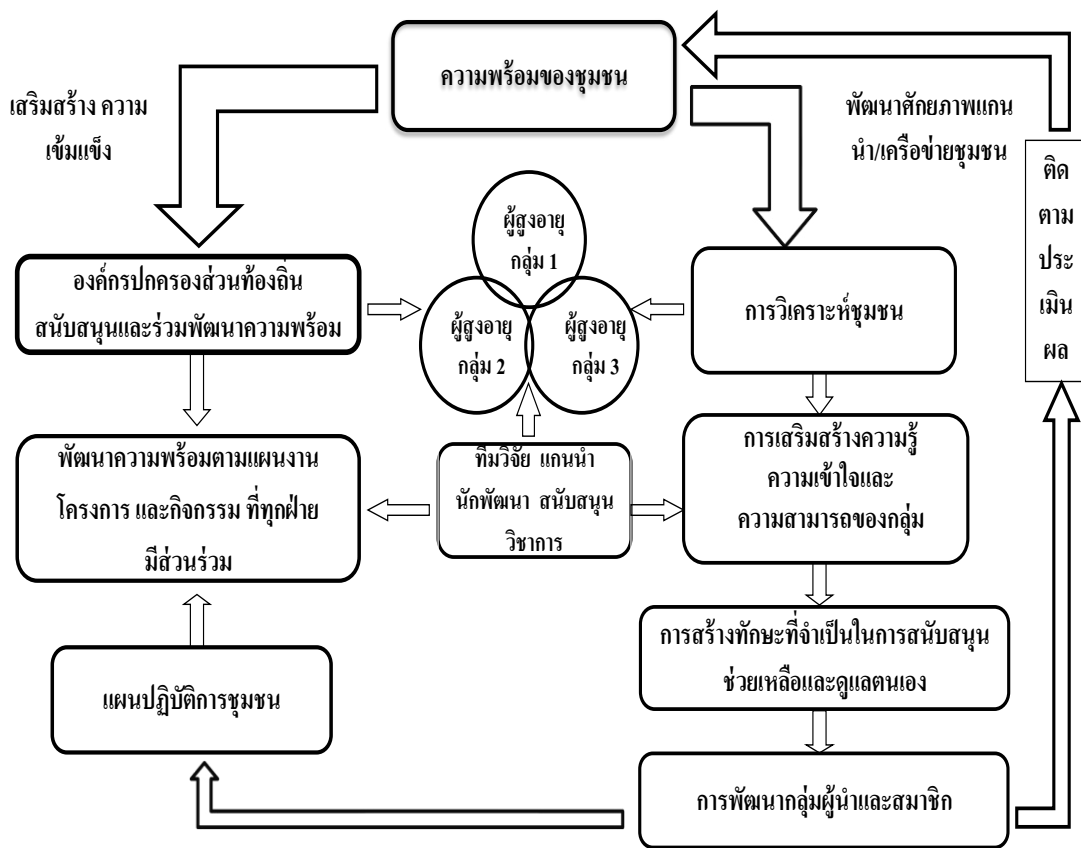 ความพร้อมของชุมชน
เสริมสร้าง ความ
เข้มแข็ง
พัฒนาศักยภาพแกน
นำ/เครือข่ายชุมชน
ติด
ตาม
ประ
เมิน
ผล
ผู้สูงอายุ
กลุ่ม 1
ผู้สูงอายุ
กลุ่ม 2
ผู้สูงอายุ
กลุ่ม 3
องค์กรปกครองส่วนท้องถิ่น
สนับสนุนและร่วมพัฒนาความพร้อม
การวิเคราะห์ชุมชน
พัฒนาความพร้อมตามแผนงาน
โครงการ และกิจกรรม ที่ทุกฝ่าย
มีส่วนร่วม
ทีมวิจัย แกนนำ
นักพัฒนา สนับสนุน
วิชาการ
การเสริมสร้างความรู้
ความเข้าใจและ
ความสามารถของกลุ่ม
การสร้างทักษะที่จำเป็นในการสนับสนุน
ช่วยเหลือและดูแลตนเอง
แผนปฏิบัติการชุมชน
การพัฒนากลุ่มผู้นำและสมาชิก